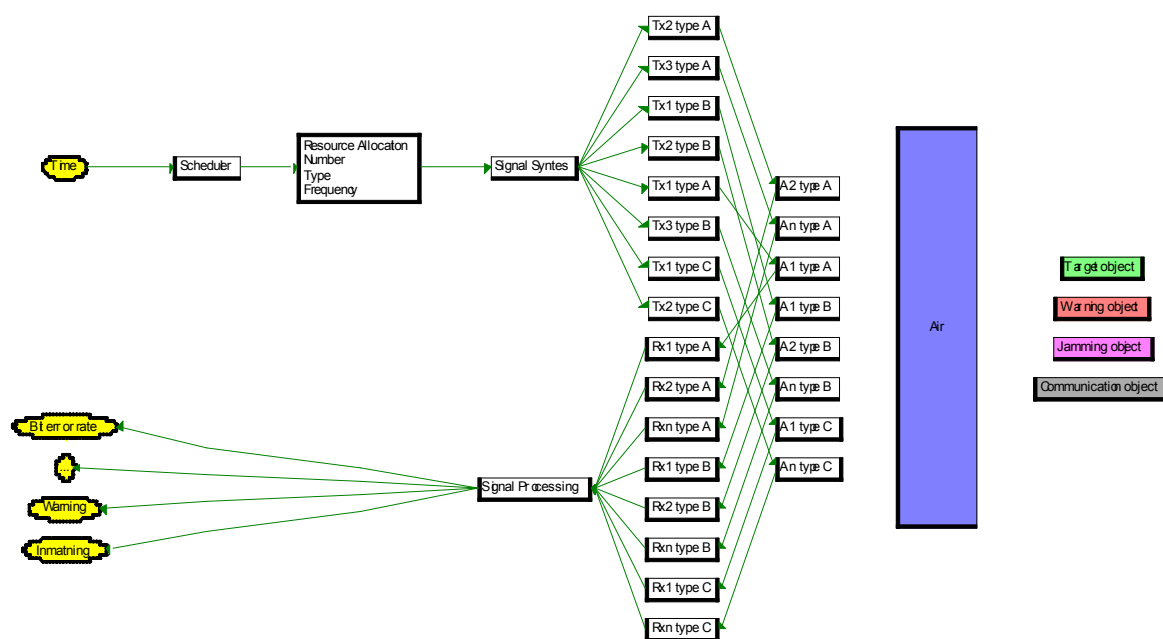 Time
Scheduler
Resource Allocaton
Number
Type
Frequency
Signal Syntes
Tx2 type A
Tx3 type A
Tx1 type B
Tx2 type B
Tx1 type A
Tx3 type B
Tx1 type C
Tx2 type C
Rx1 type A
Rx2 type A
Rxn type A
Rx1 type B
Rx2 type B
Rxn type B
Rx1 type C
Rxn type C
A2 type A
An type A
A1 type A
A1 type B
A2 type B
An type B
A1 type C
An type C
Air
Target object
Warning object
Jamming object
Communication object
Bit error rate
...
Warning
Inmatning
Signal Processing